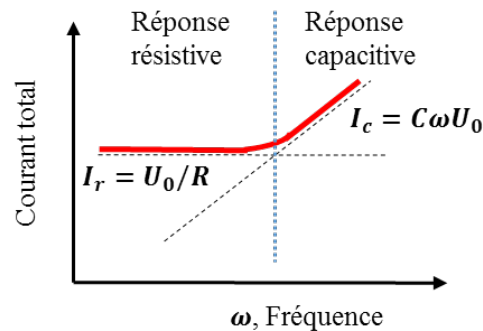 Réponse
résistive
Réponse
capacitive
Courant total
I_c = CωU_0
I_r = U_0/R
ω, Fréquence